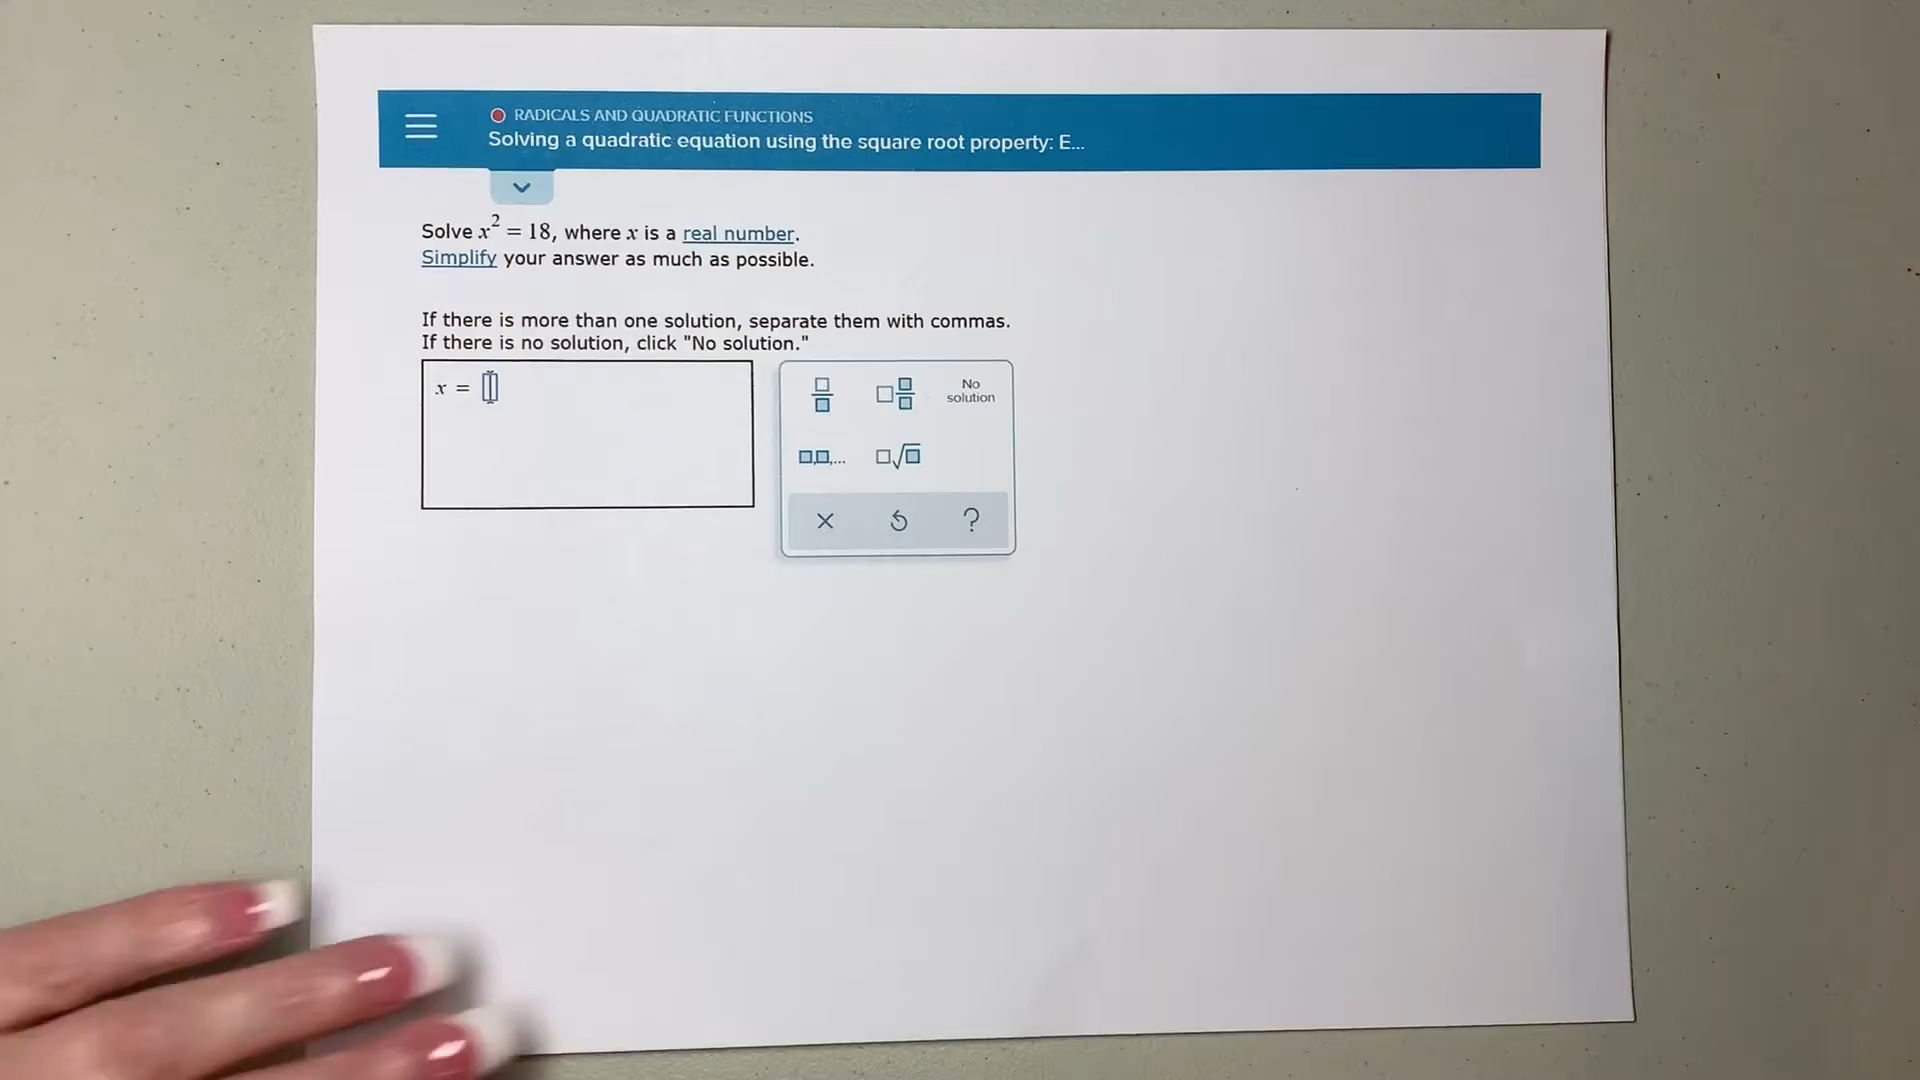 RADICALS AND QUADRATIC FUNCTIONS
Solving a quadratic equation using the square root property: E...
Solve x² = 18, where x is a real number.
Simplify your answer as much as possible.
If there is more than one solution, separate them with commas.
If there is no solution, click "No solution."
x =
No
solution
□,□,...
□√□
× ?